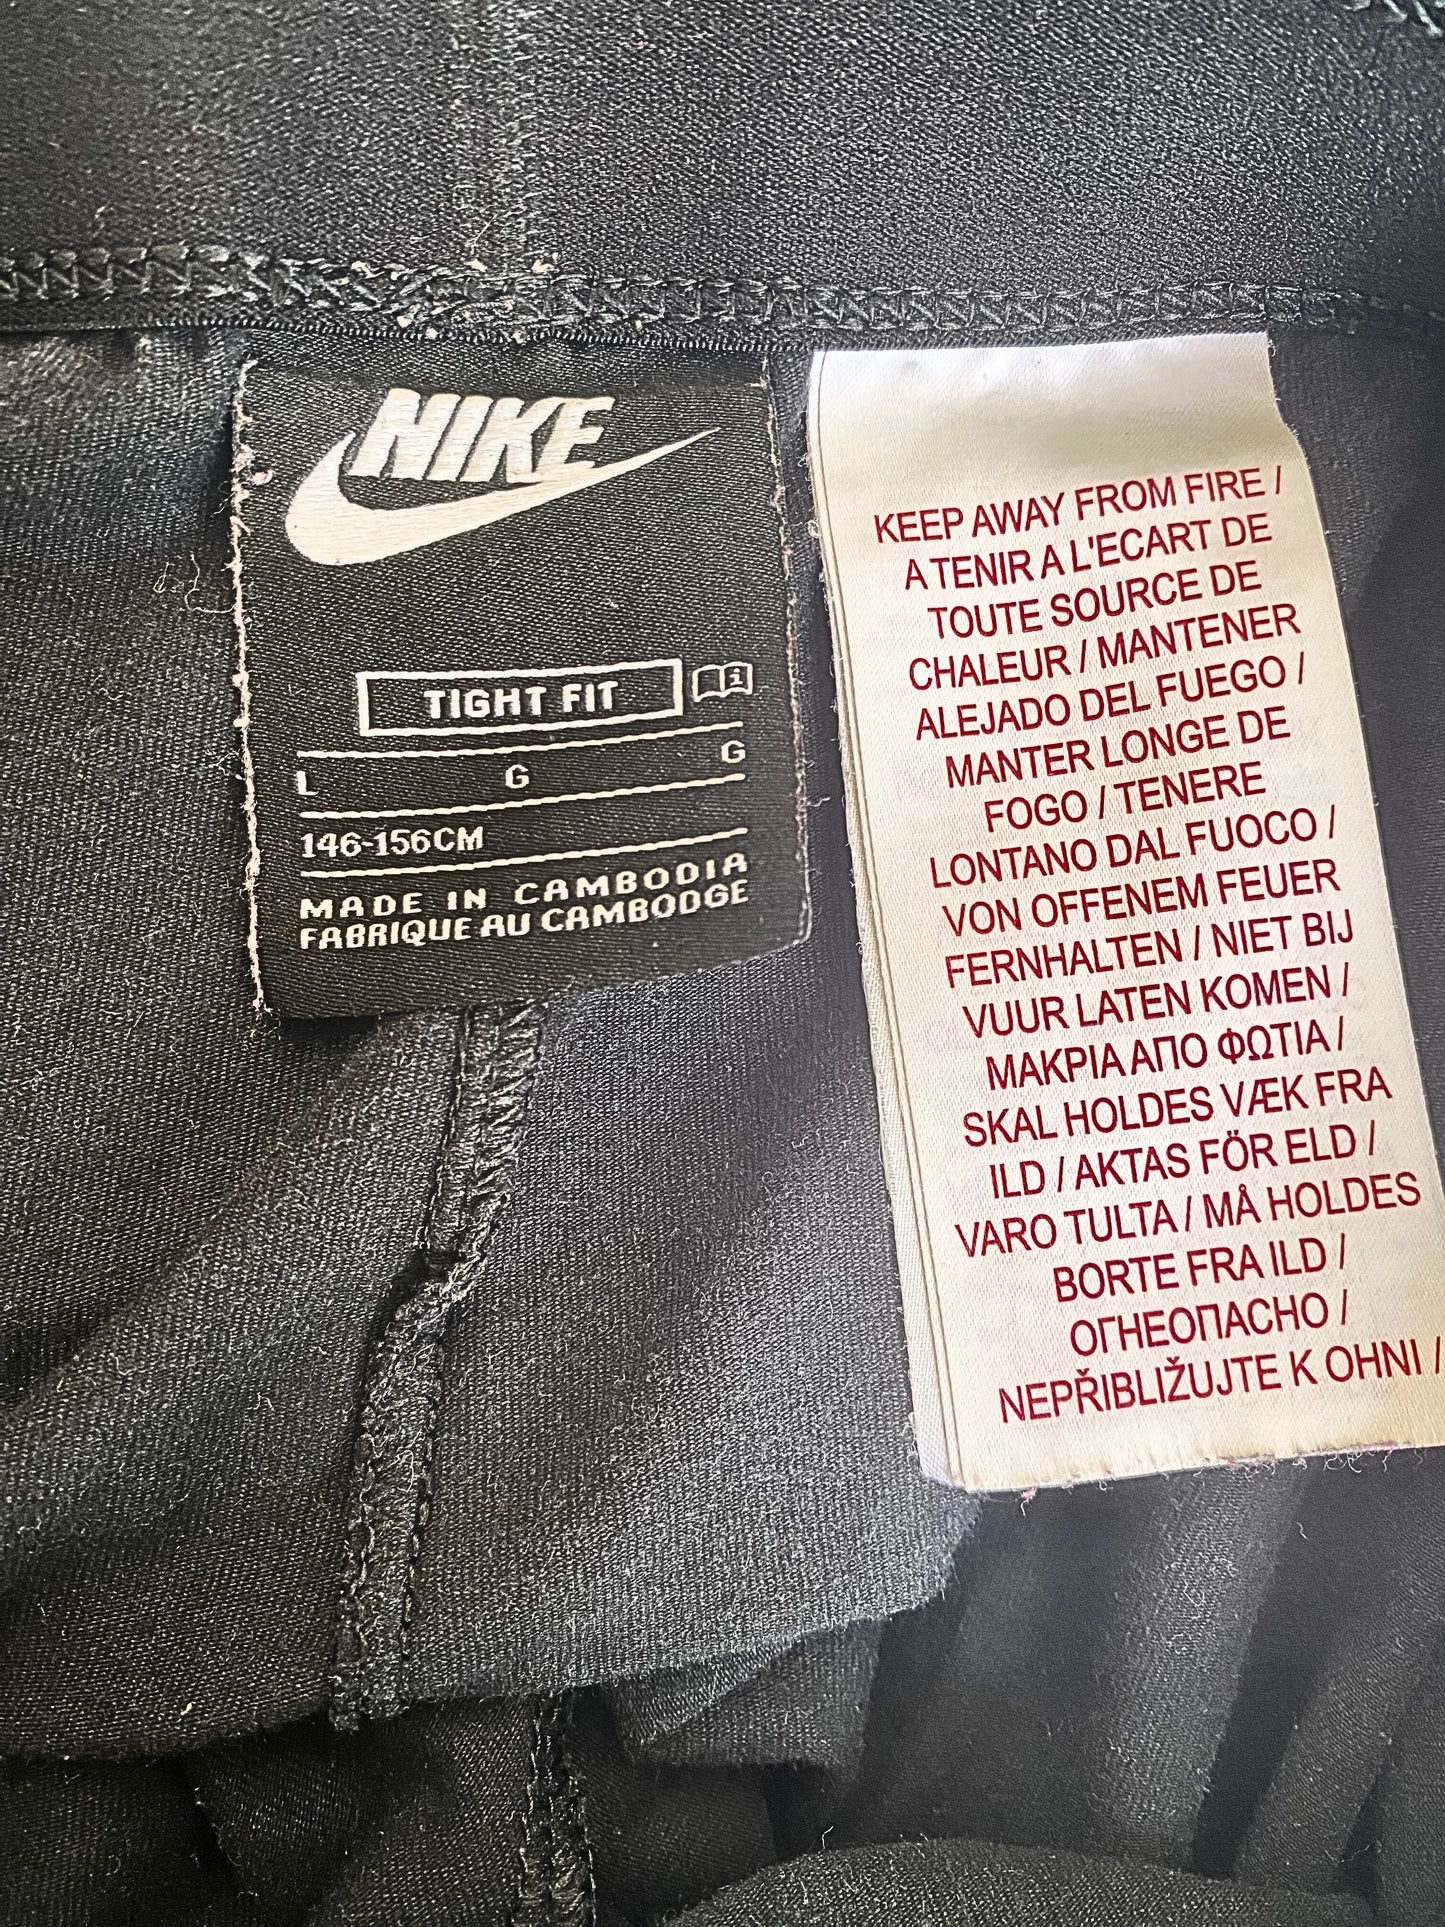 NIKE
TIGHT FIT
L G G
146-156CM
MADE IN CAMBODIA
FABRIQUE AU CAMBODGE
KEEP AWAY FROM FIRE /
A TENIR A L'ECART DE
TOUTE SOURCE DE
CHALEUR / MANTENER
ALEJADO DEL FUEGO /
MANTER LONGE DE
FOGO / TENERE
LONTANO DAL FUOCO /
VON OFFENEM FEUER
FERNHALTEN / NIET BIJ
VUUR LATEN KOMEN /
ΜΑΚΡΙΑ ΑΠΟ ΦΩΤΙΑ /
SKAL HOLDES VÆK FRA
ILD / AKTAS FÖR ELD /
VARO TULTA / MÅ HOLDES
BORTE FRA ILD /
ОГНЕОПАСНО /
NEPŘIBLIŽUJTE K OHNI /